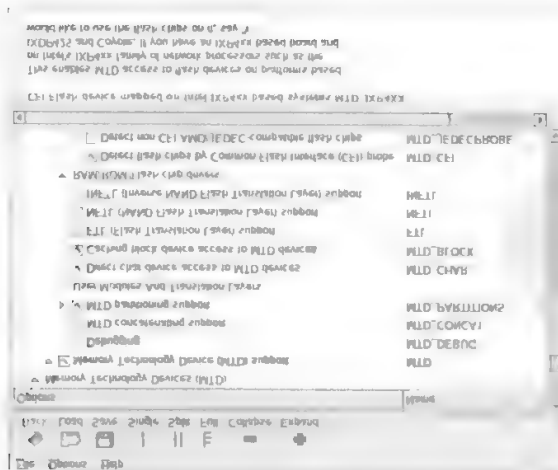 File Options Help
Back Load Save Single Split Full Collapse Expand
Options Name
Memory Technology Devices (MTD)
Memory Technology Device (MTD) support MTD
Debugging MTD_DEBUG
MTD concatenating support MTD_CONCAT
MTD partitioning support MTD_PARTITIONS
User Modules And Translation Layers
Direct char device access to MTD devices MTD_CHAR
Caching block device access to MTD devices MTD_BLOCK
FTL (Flash Translation Layer) support FTL
NFTL (NAND Flash Translation Layer) support NFTL
INFTL (Inverse NAND Flash Translation Layer) support INFTL
RAM/ROM/Flash chip drivers
Detect flash chips by Common Flash Interface (CFI) probe MTD_CFI
Detect non-CFI AMD/JEDEC-compatible flash chips MTD_JEDECPROBE
CFI Flash device mapped on Intel IXP4xx based systems MTD_IXP4XX
This enables MTD access to flash devices on platforms based
on Intel's IXP4xx family of network processors such as the
IXDP425 and Coyote. If you have an IXP4xx based board and
would like to use the flash chips on it, say 'Y'.